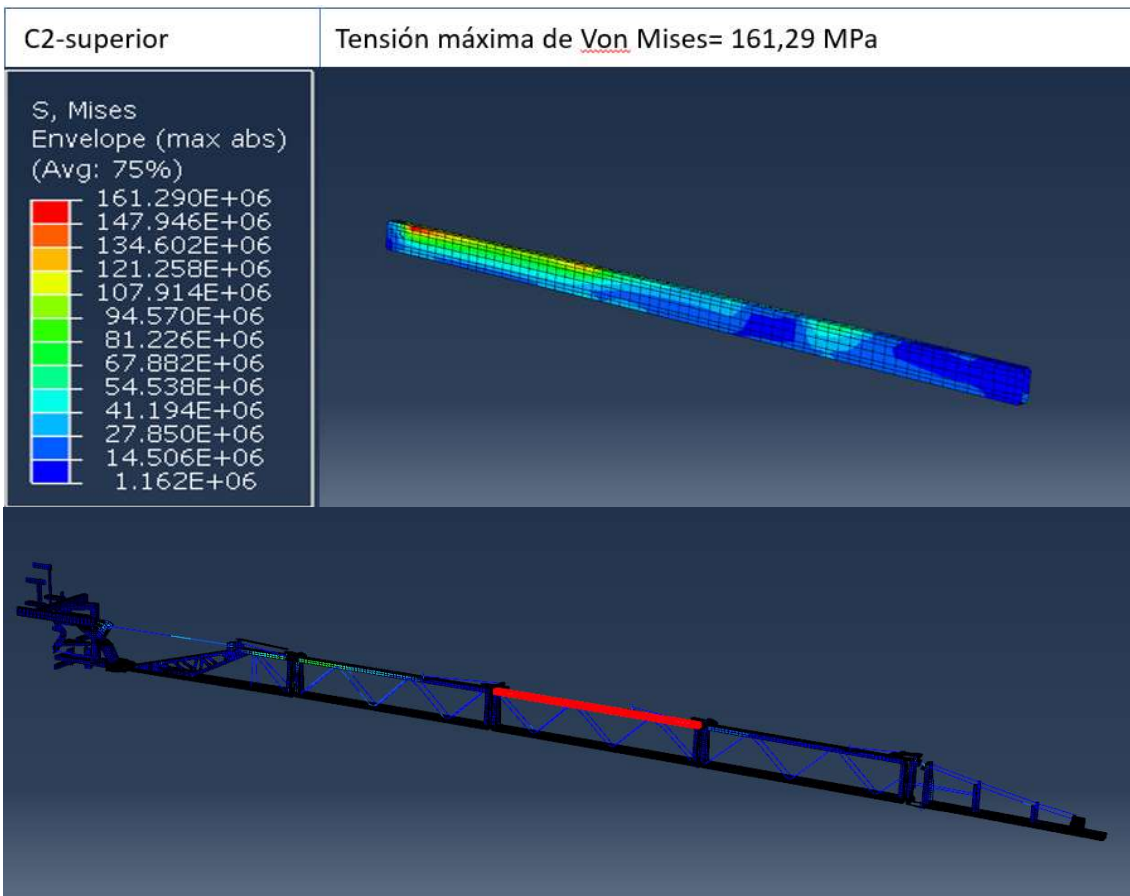 C2-superior
Tensión máxima de Von Mises= 161,29 MPa
S, Mises
Envelope (max abs)
(Avg: 75%)
161.290E+06
147.946E+06
134.602E+06
121.258E+06
107.914E+06
94.570E+06
81.226E+06
67.882E+06
54.538E+06
41.194E+06
27.850E+06
14.506E+06
1.162E+06